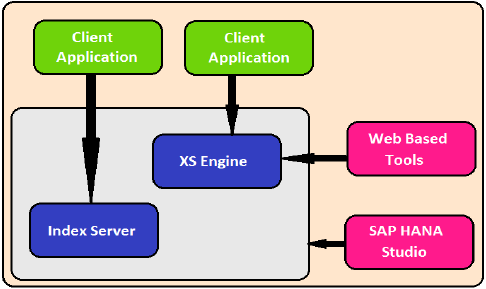 Client
Application
Client
Application
XS Engine
Web Based
Tools
Index Server
SAP HANA
Studio